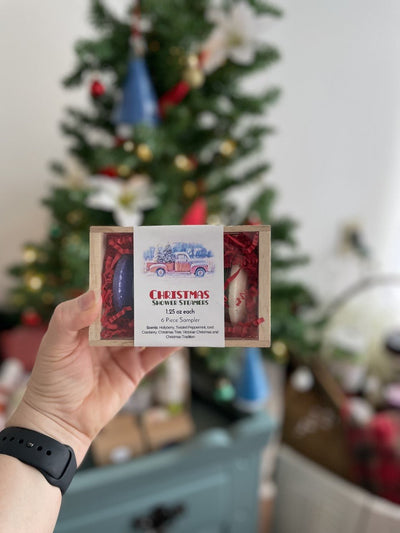 CHRISTMAS
SHOWER STEAMERS
1.25 oz each
6 Piece Sampler
Scents: Hollyberry, Twisted Peppermint, Iced
Cranberry, Christmas Tree, Victorian Christmas and
Christmas Tradition